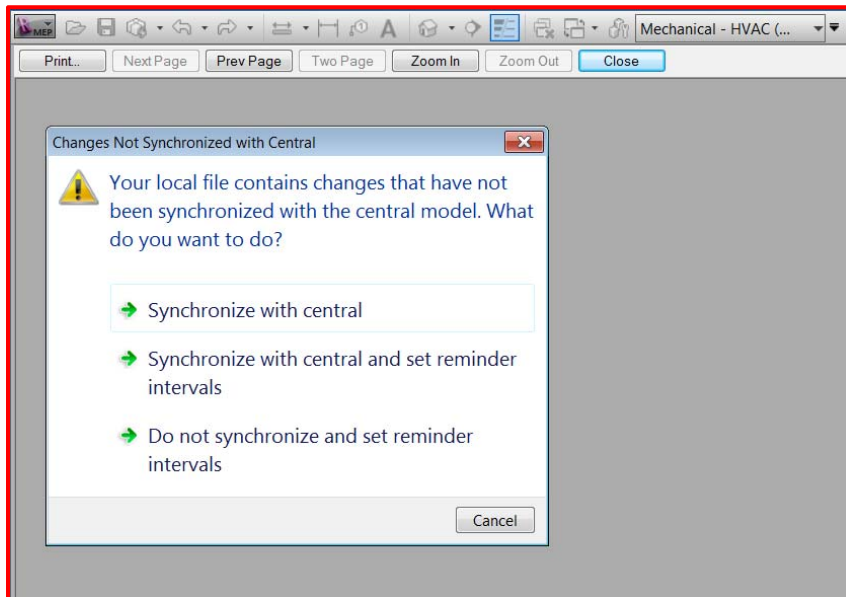 MEP
A
Mechanical - HVAC (...
Print... Next Page Prev Page Two Page Zoom In Zoom Out Close
Changes Not Synchronized with Central
Your local file contains changes that have not
been synchronized with the central model. What
do you want to do?
Synchronize with central
Synchronize with central and set reminder
intervals
Do not synchronize and set reminder
intervals
Cancel